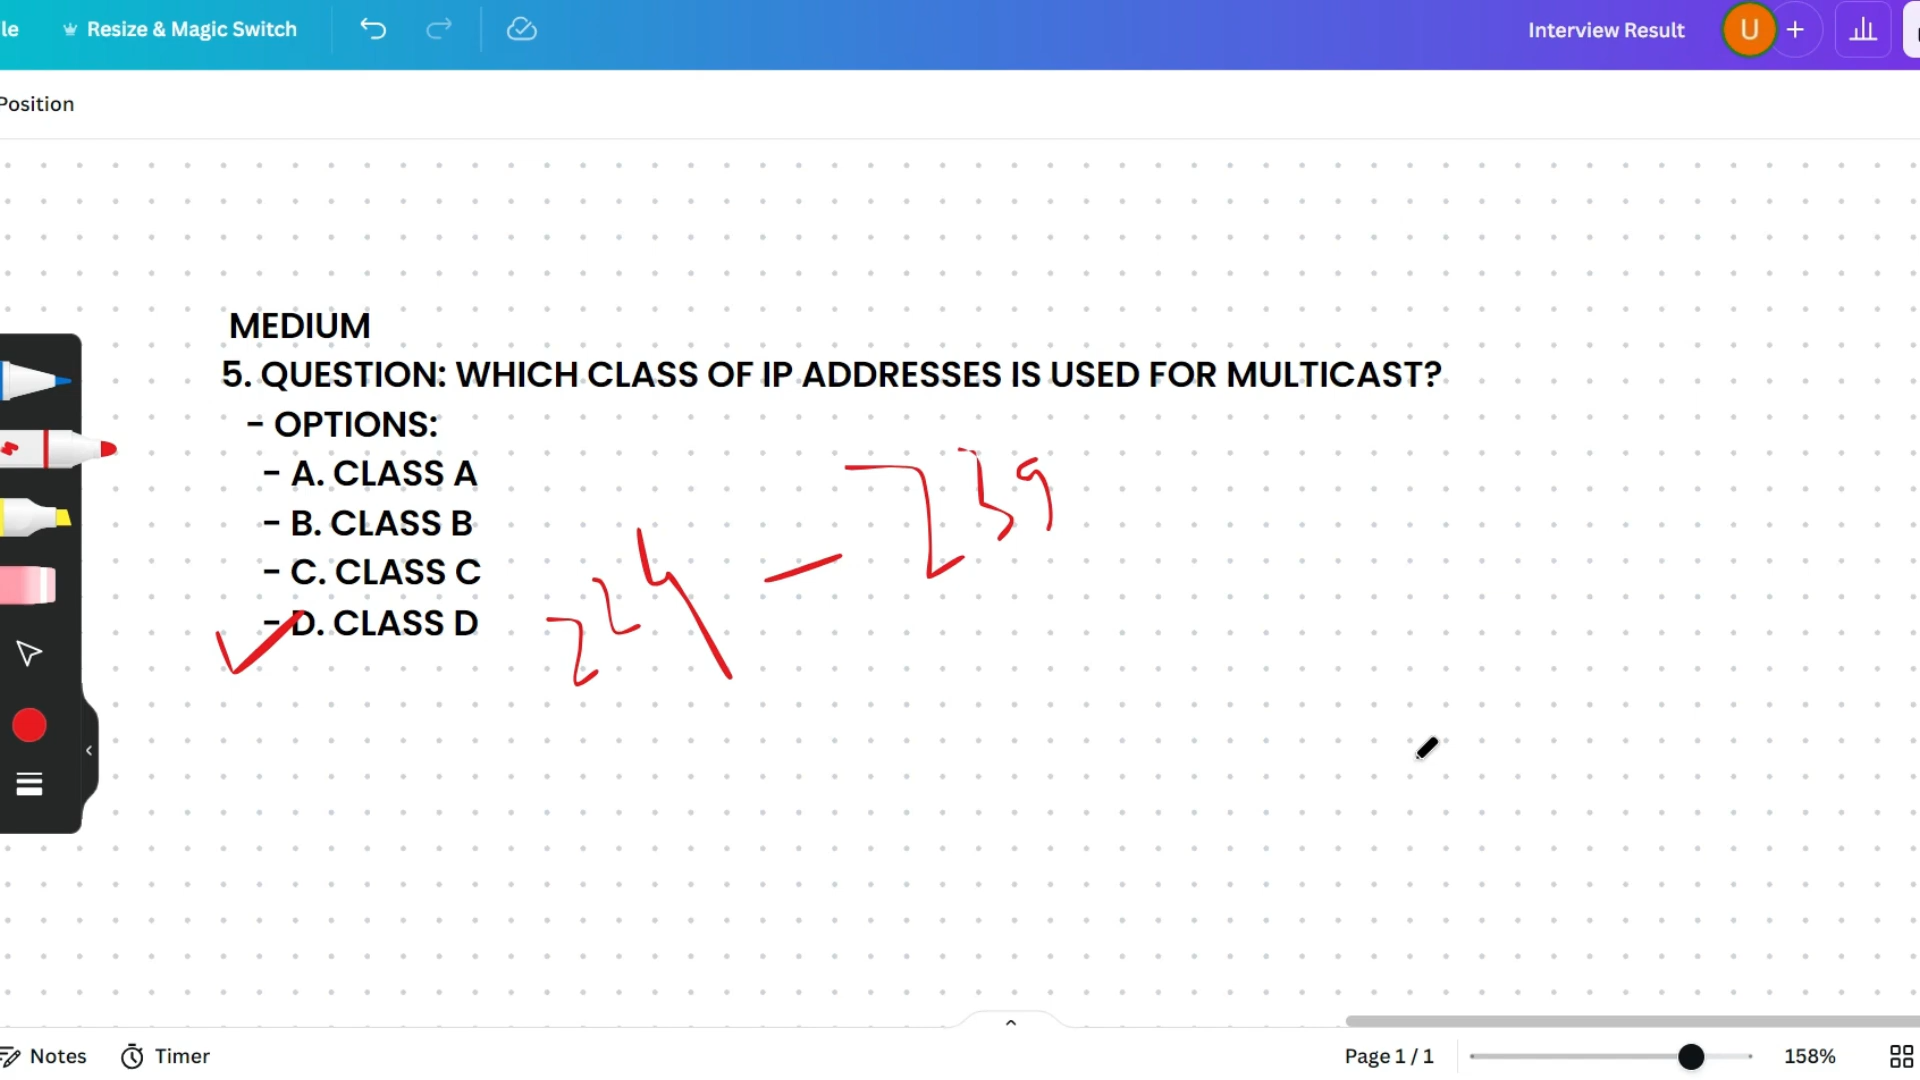 le Resize & Magic Switch Interview Result U +
Position
MEDIUM
5. QUESTION: WHICH CLASS OF IP ADDRESSES IS USED FOR MULTICAST?
- OPTIONS:
- A. CLASS A
- B. CLASS B
- C. CLASS C
- D. CLASS D
224 - 239
Notes Timer Page 1 / 1 158%